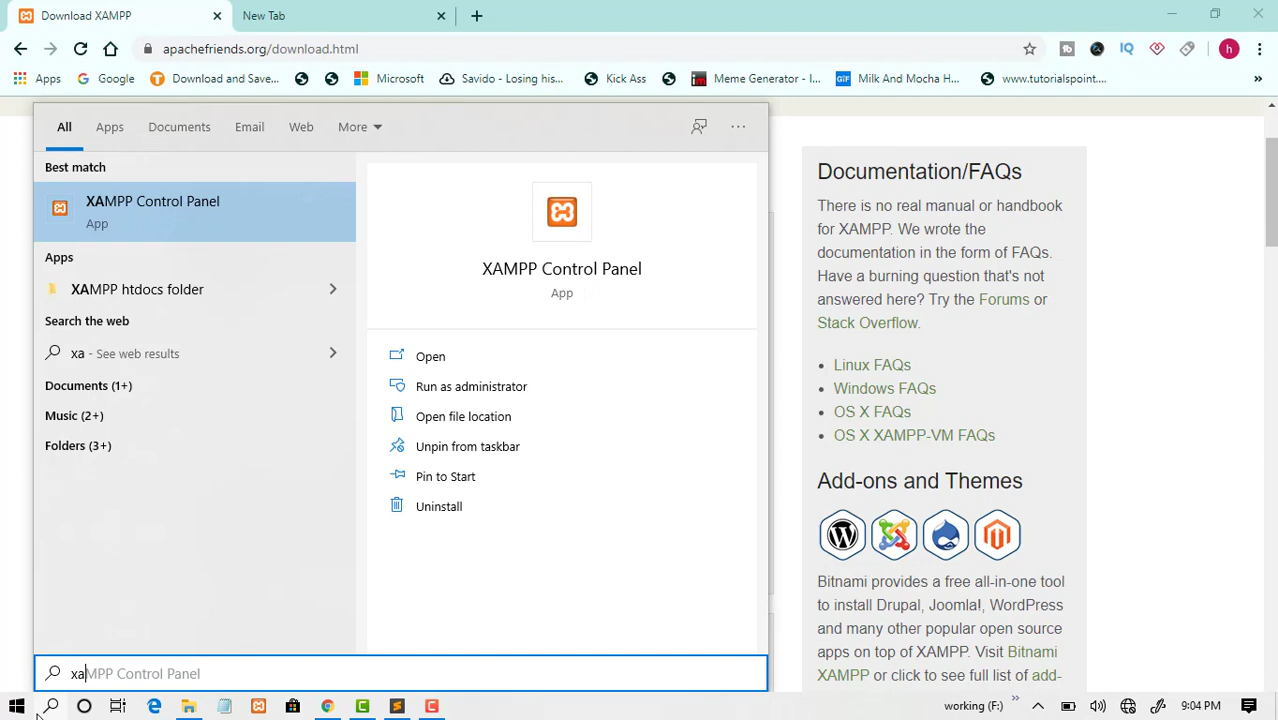 Download XAMPP
New Tab
apachefriends.org/download.html
h
Apps
Google
Download and Save...
Microsoft
Savido - Losing his...
Kick Ass
Meme Generator - I...
Milk And Mocha H...
www.tutorialspoint....
»
All
Apps
Documents
Email
Web
More
Best match
XAMPP Control Panel
App
Apps
XAMPP htdocs folder
Search the web
xa - See web results
Documents (1+)
Music (2+)
Folders (3+)
XAMPP Control Panel
App
Open
Run as administrator
Open file location
Unpin from taskbar
Pin to Start
Uninstall
xaMPP Control Panel
Documentation/FAQs
There is no real manual or handbook
for XAMPP. We wrote the
documentation in the form of FAQs.
Have a burning question that's not
answered here? Try the Forums or
Stack Overflow.
• Linux FAQs
• Windows FAQs
• OS X FAQs
• OS X XAMPP-VM FAQs
Add-ons and Themes
Bitnami provides a free all-in-one tool
to install Drupal, Joomla!, WordPress
and many other popular open source
apps on top of XAMPP. Visit Bitnami
XAMPP or click to see full list of add-
working (F:)
»
9:04 PM